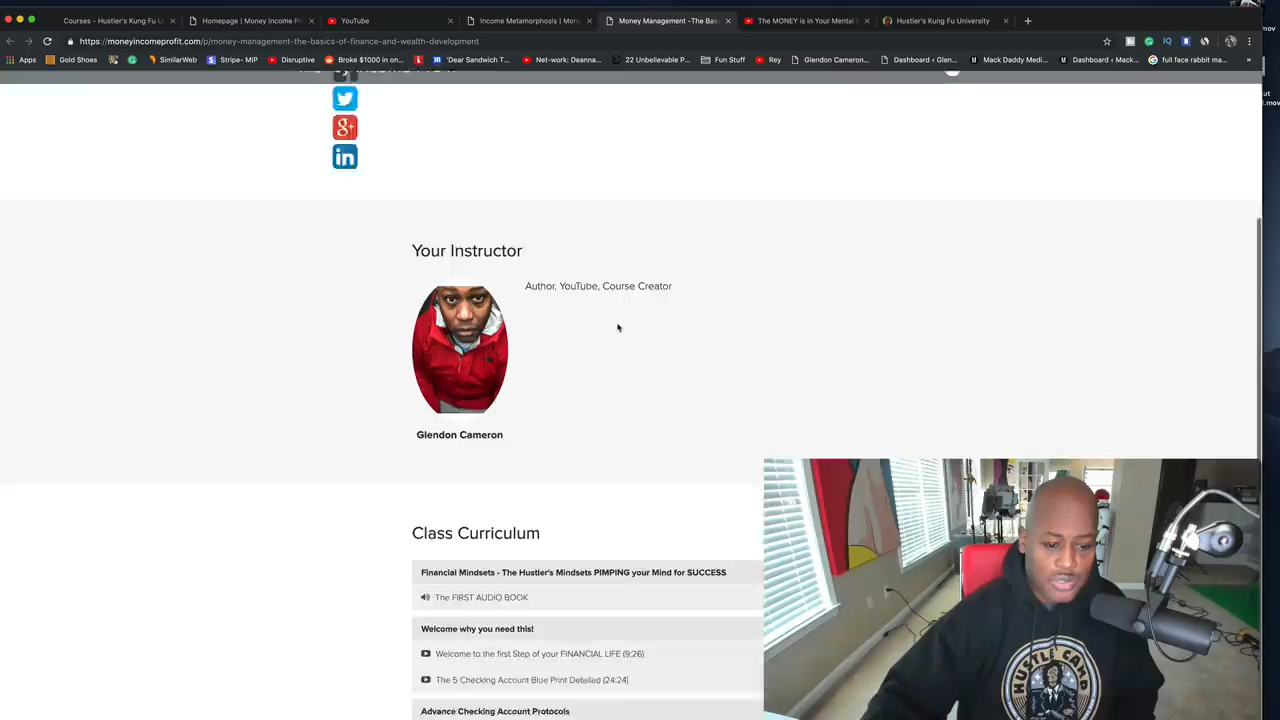 Courses - Hustler's Kung Fu U
Homepage | Money Income Pr
YouTube
Income Metamorphosis | Mon
Money Management -The Bas
The MONEY is in Your Mental
Hustler's Kung Fu University
https://moneyincomeprofit.com/p/money-management-the-basics-of-finance-and-wealth-development
Apps
Gold Shoes
SimilarWeb
Stripe- MIP
Disruptive
Broke $1000 in on...
'Dear Sandwich T...
Net-work: Deanna...
22 Unbelievable P...
Fun Stuff
Rey
Glendon Cameron...
Dashboard ‹ Glen...
Mack Daddy Medi...
Dashboard ‹ Mack...
full face rabbit ma...
»
.mov
ut
l.mov
g+
in
Your Instructor
Author, YouTube, Course Creator
Glendon Cameron
Class Curriculum
Financial Mindsets - The Hustler's Mindsets PIMPING your Mind for SUCCESS
The FIRST AUDIO BOOK
Welcome why you need this!
Welcome to the first Step of your FINANCIAL LIFE (9:26)
The 5 Checking Account Blue Print Detailed (24:24)
Advance Checking Account Protocols
HUSTLE CAMP